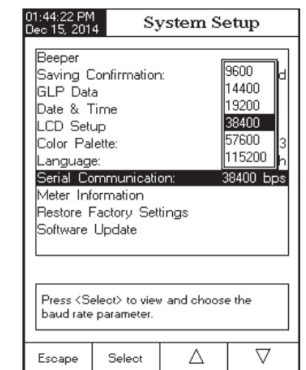 01:44:22 PM
Dec 15, 2014
System Setup
Beeper
Saving Confirmation: d
GLP Data
Date & Time
LCD Setup
Color Palette: 3
Language: h
Serial Communication: 38400 bps
Meter Information
Restore Factory Settings
Software Update
9600
14400
19200
38400
57600
115200
Press <Select> to view and choose the
baud rate parameter.
Escape Select △ ▽